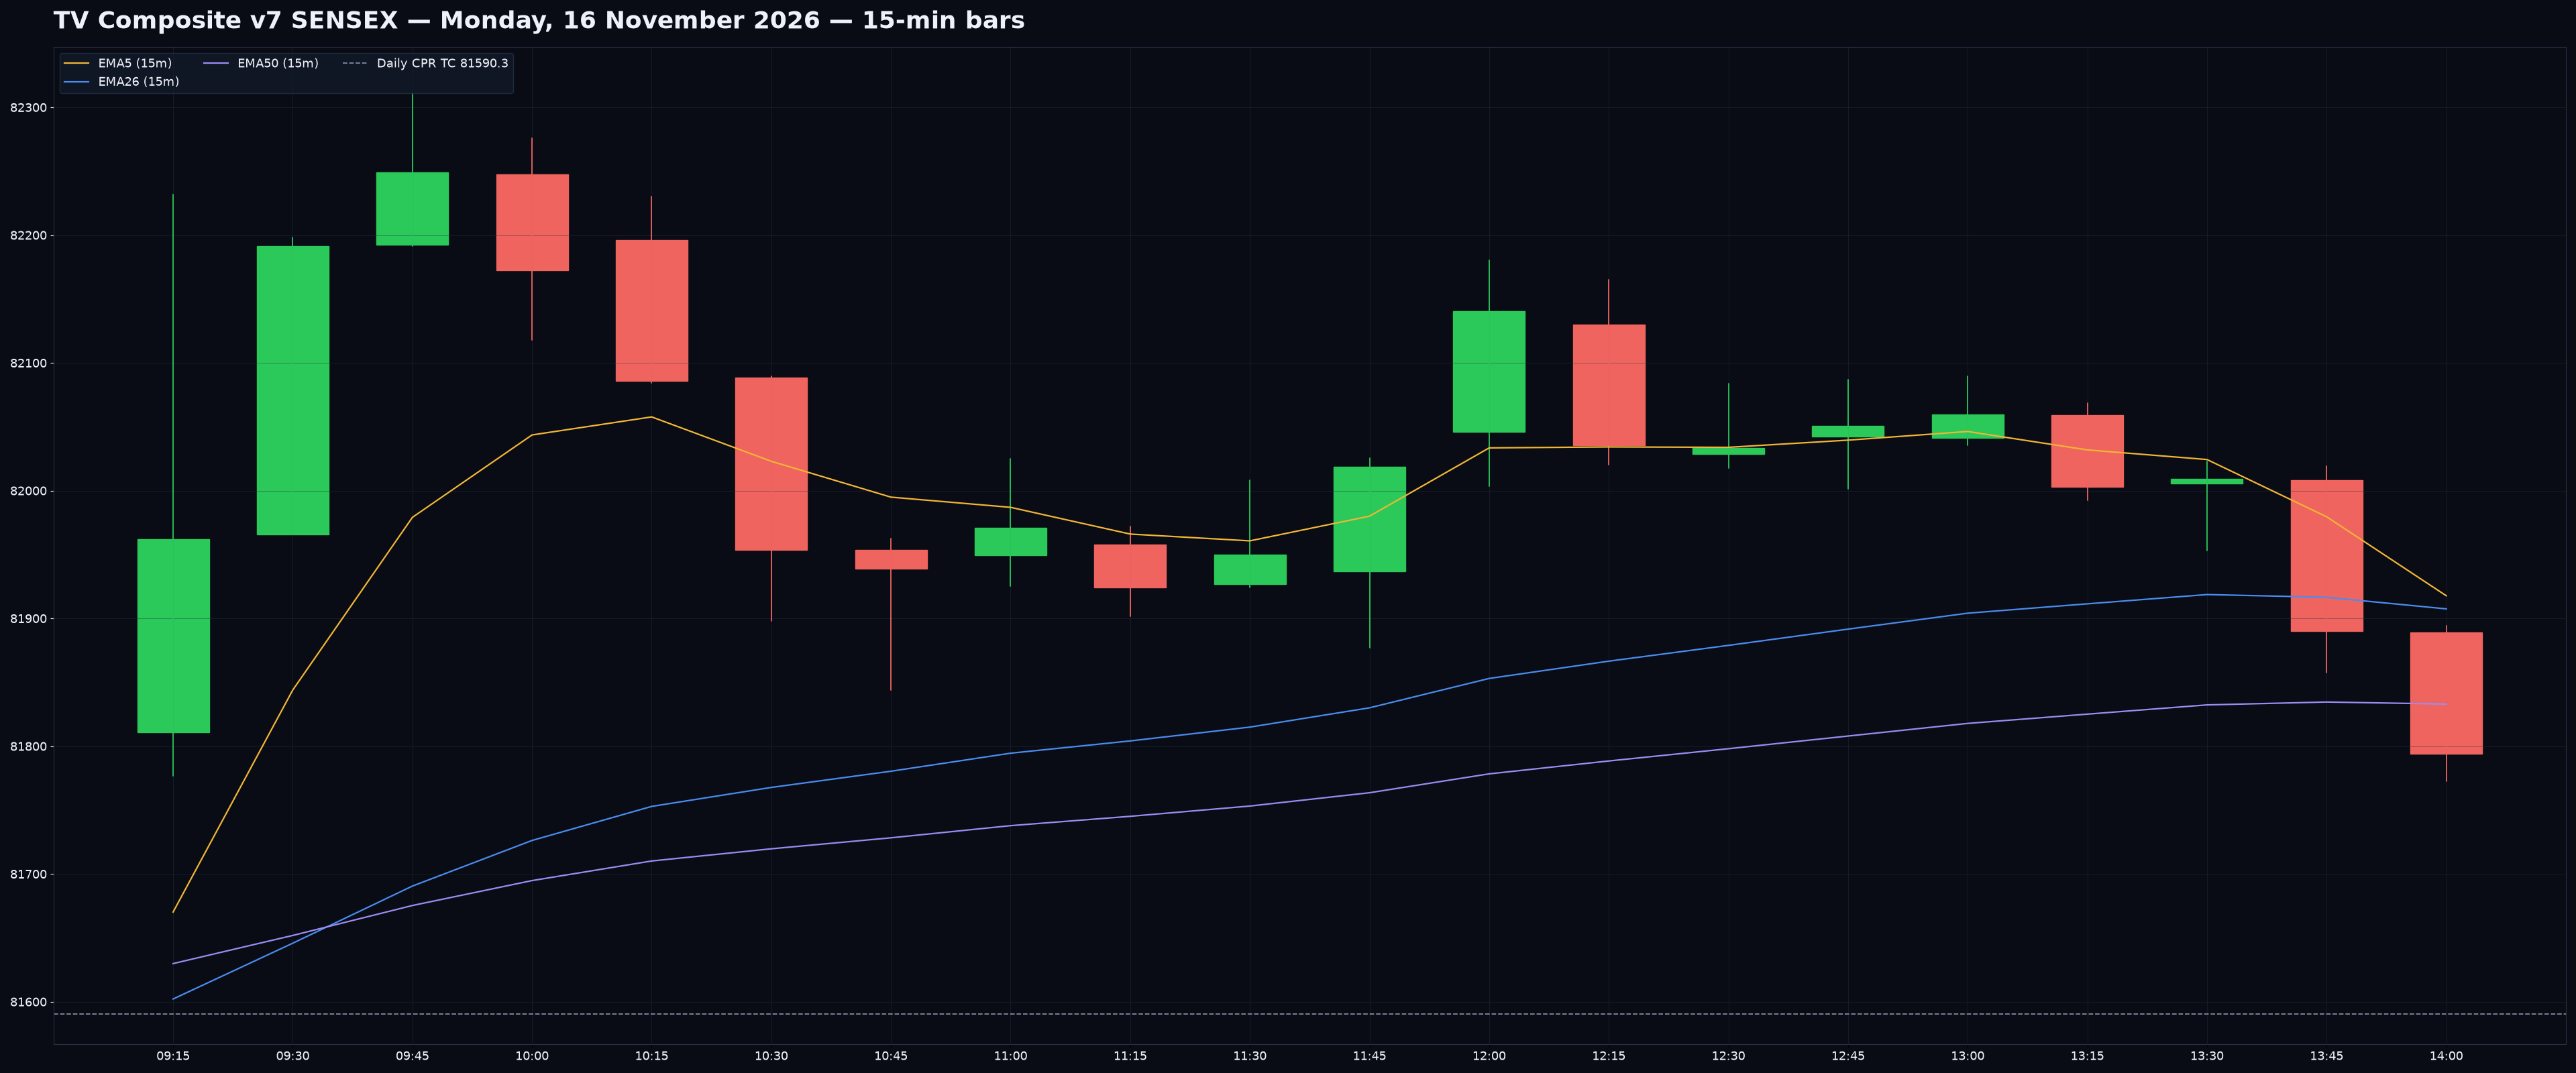 TV Composite v7 SENSEX — Monday, 16 November 2026 — 15-min bars
EMA5 (15m) EMA50 (15m) Daily CPR TC 81590.3
EMA26 (15m)
82300
82200
82100
82000
81900
81800
81700
81600
09:15 09:30 09:45 10:00 10:15 10:30 10:45 11:00 11:15 11:30 11:45 12:00 12:15 12:30 12:45 13:00 13:15 13:30 13:45 14:00